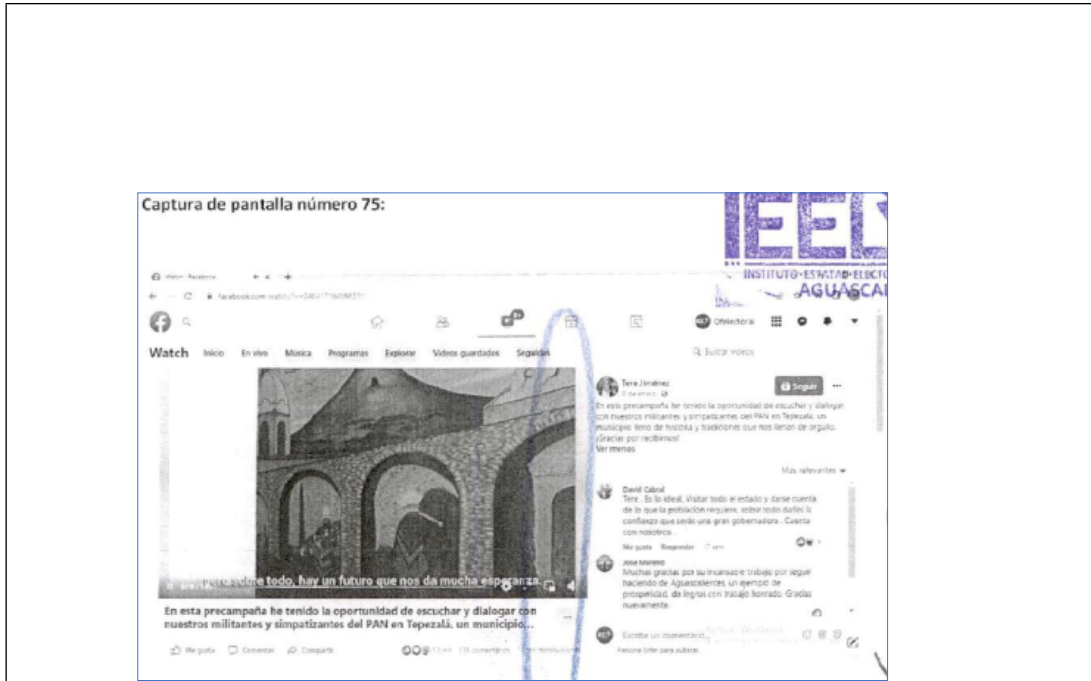 Captura de pantalla número 75:
IEE
INSTITUTO ESTATAL ELECTO
AGUASCAL
Watch Inicio En vivo Música Programas Explorar Videos guardados Seguidas
Buscar videos
Tere Jiménez
Seguir
En esta precampaña he tenido la oportunidad de escuchar y dialogar
con nuestros militantes y simpatizantes del PAN en Tepezalá, un
municipio lleno de historia y tradiciones que nos llenan de orgullo.
¡Gracias por recibirnos!
Ver menos
Más relevantes
David Cabral
Tere . Es lo ideal. Visitar todo el estado y darse cuenta
de lo que la población requiere, sobre todo darles la
confianza que serás una gran gobernadora . Cuenta
con nosotros .
Me gusta Responder
José Moreno
Muchas gracias por su incansable trabajo por seguir
haciendo de Aguascalientes, un ejemplo de
prosperidad, de logros con trabajo honrado. Gracias
nuevamente.
Escribe un comentario
sobre todo, hay un futuro que nos da mucha esperanza.
En esta precampaña he tenido la oportunidad de escuchar y dialogar con
nuestros militantes y simpatizantes del PAN en Tepezalá, un municipio...
Me gusta Comentar Compartir